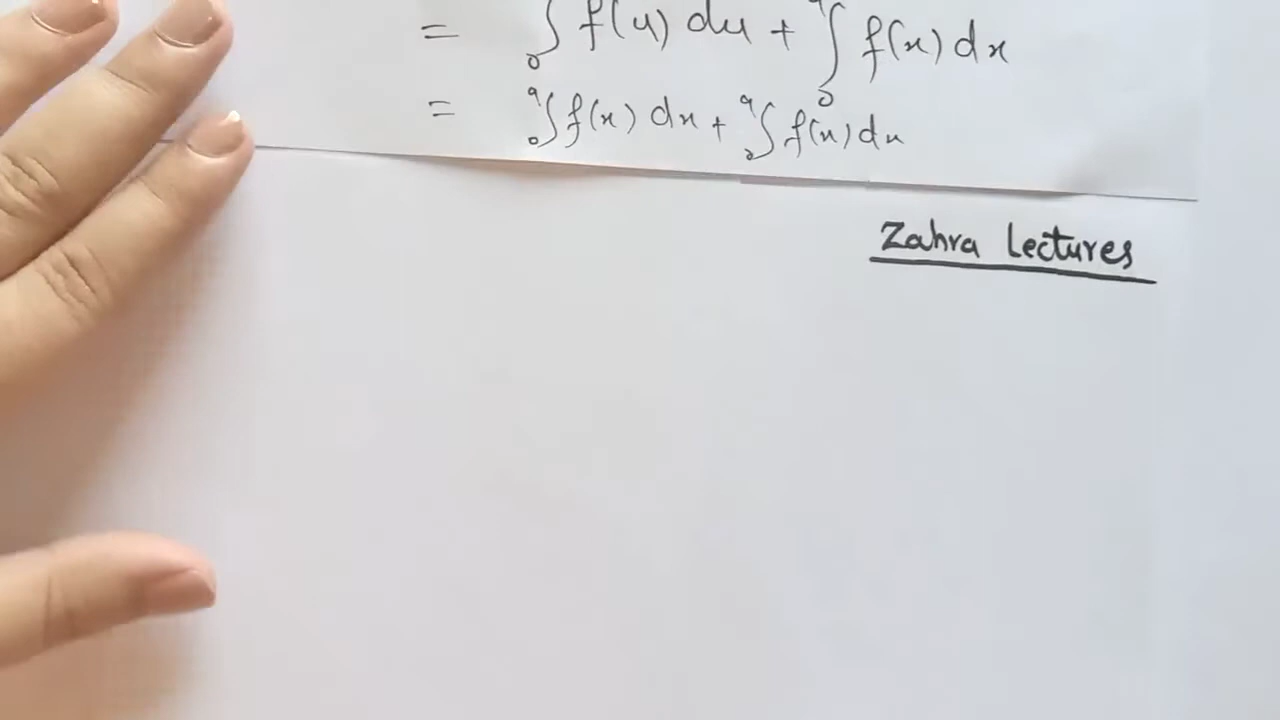 = ∫₀ f(u) du + ∫₀ᵃ f(x) dx
= ₀ᵃ∫ f(x) dx + ₀ᵃ∫ f(x) dx
Zahra Lectures